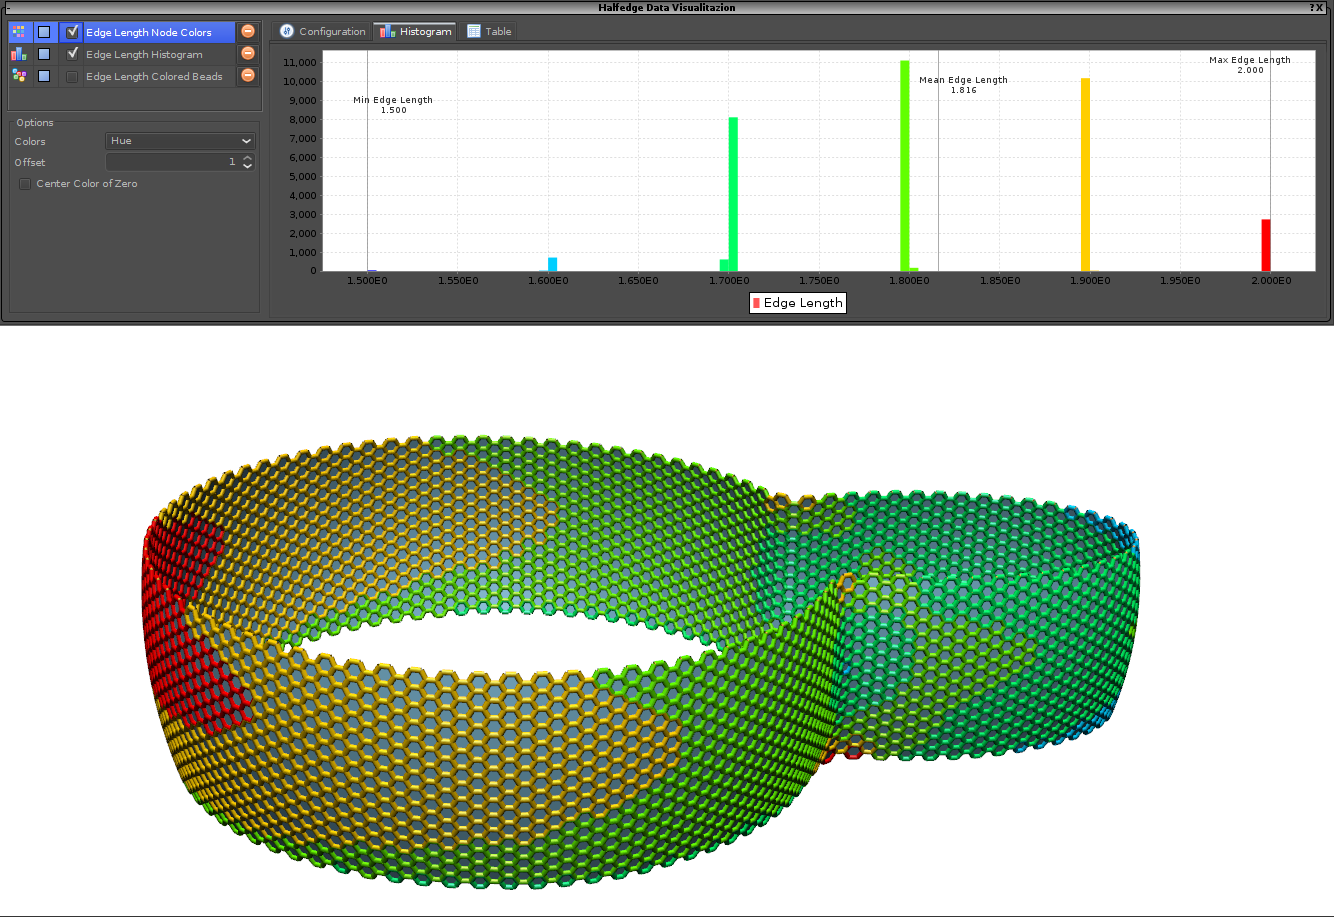 Halfedge Data Visualitazion
- ? X
Edge Length Node Colors
Edge Length Histogram
Edge Length Colored Beads
Options
Colors Hue
Offset 1
Center Color of Zero
Configuration Histogram Table
11,000
10,000
9,000
8,000
7,000
6,000
5,000
4,000
3,000
2,000
1,000
0
Min Edge Length
1.500
Mean Edge Length
1.816
Max Edge Length
2.000
1.500E0 1.550E0 1.600E0 1.650E0 1.700E0 1.750E0 1.800E0 1.850E0 1.900E0 1.950E0 2.000E0
Edge Length